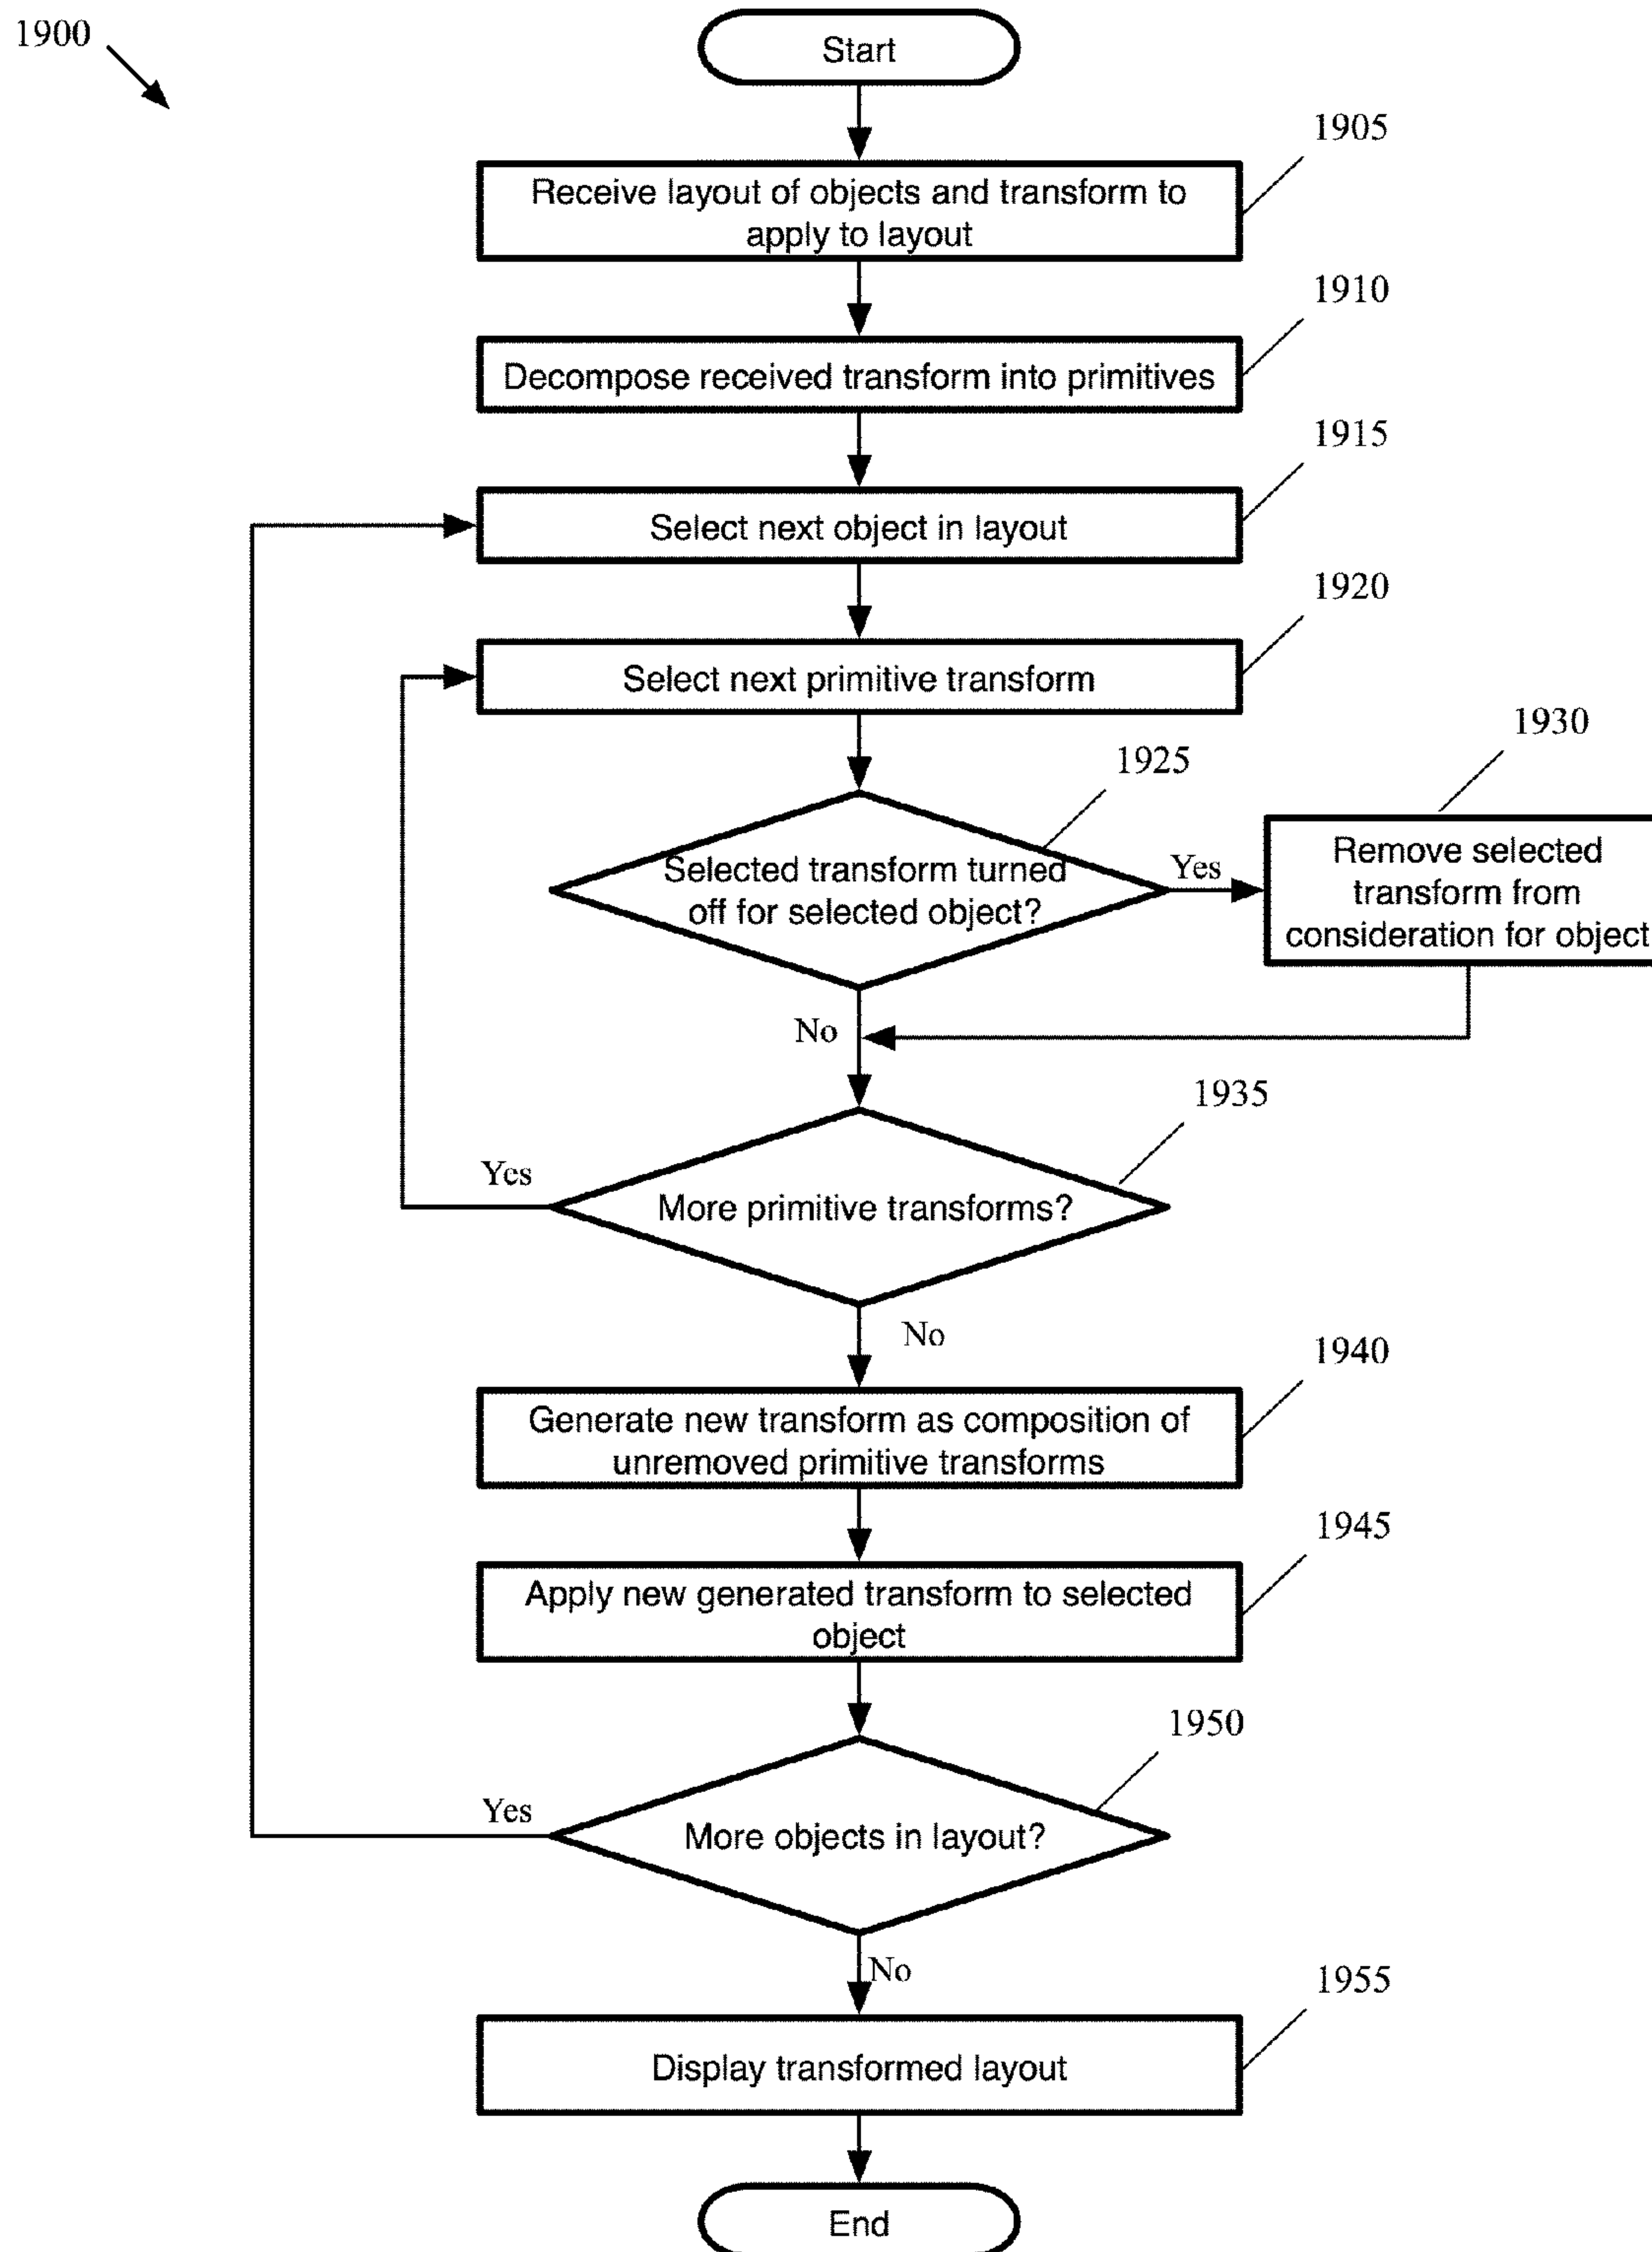 1900
Start
1905
Receive layout of objects and transform to
apply to layout
1910
Decompose received transform into primitives
1915
Select next object in layout
1920
Select next primitive transform
1925
1930
Selected transform turned
off for selected object?
Yes
Remove selected
transform from
consideration for object
No
1935
Yes
More primitive transforms?
No
1940
Generate new transform as composition of
unremoved primitive transforms
1945
Apply new generated transform to selected
object
1950
Yes
More objects in layout?
No
1955
Display transformed layout
End